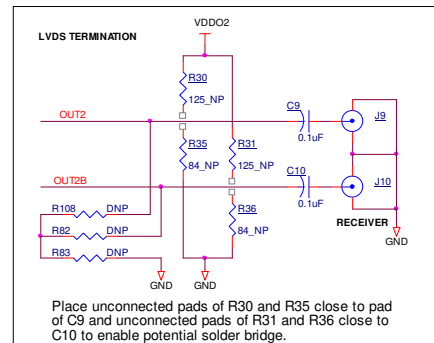 VDDO2
LVDS TERMINATION
R30
125_NP
OUT2
C9
0.1uF
J9
R35
84_NP
R31
125_NP
OUT2B
C10
0.1uF
J10
R36
84_NP
R108 DNP
R82 DNP
R83 DNP
RECEIVER
GND
GND
GND
Place unconnected pads of R30 and R35 close to pad
of C9 and unconnected pads of R31 and R36 close to
C10 to enable potential solder bridge.